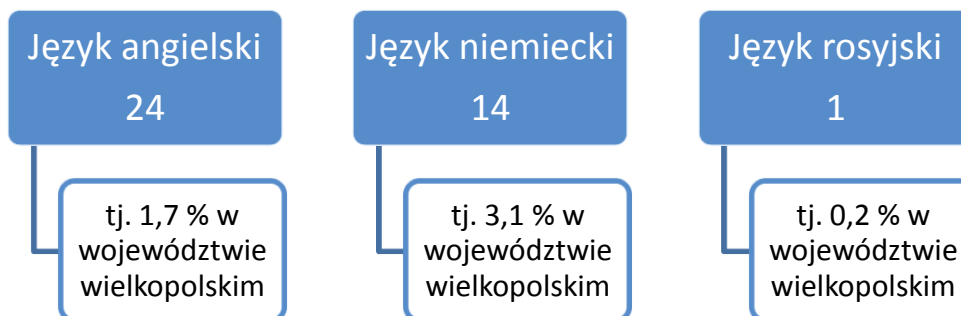 Język angielski
24
tj. 1,7 % w
województwie
wielkopolskim
Język niemiecki
14
tj. 3,1 % w
województwie
wielkopolskim
Język rosyjski
1
tj. 0,2 % w
województwie
wielkopolskim